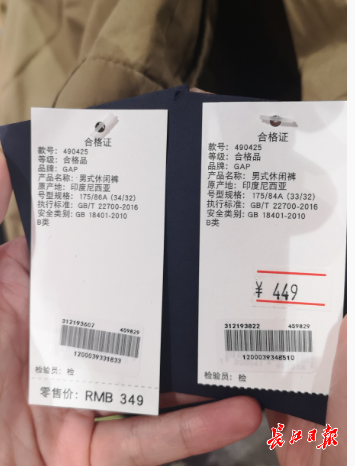 合格证
款号: 490425
等级: 合格品
品牌: GAP
产品名称: 男式休闲裤
原产地: 印度尼西亚
号型规格: 175/86A (34/32)
执行标准: GB/T 22700-2016
安全类别: GB 18401-2010
B类
312193607 459829
1200039331833
检验员: 检
零售价: RMB 349
合格证
款号: 490425
等级: 合格品
品牌: GAP
产品名称: 男式休闲裤
原产地: 印度尼西亚
号型规格: 175/84A (33/32)
执行标准: GB/T 22700-2016
安全类别: GB 18401-2010
B类
¥ 449
312193822 459829
1200039348510
检验员: 检
长江日报